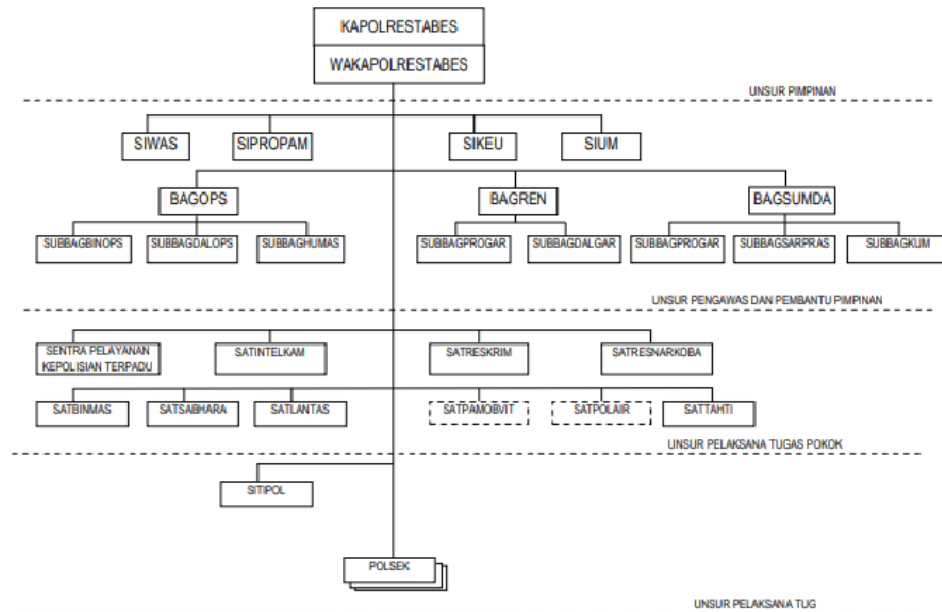 KAPOLRESTABES
WAKAPOLRESTABES
UNSUR PIMPINAN
SIWAS
SIPROPAM
SIKEU
SIUM
BAGOPS
BAGREN
BAGSUMDA
SUBBAGBINOPS
SUBBAGDALOPS
SUBBAGHUMAS
SUBBAGPROGAR
SUBBAGDALGAR
SUBBAGPROGAR
SUBBAGSARPRAS
SUBBAGKUM
UNSUR PENGAWAS DAN PEMBANTU PIMPINAN
SENTRA PELAYANAN
KEPOLISIAN TERPADU
SATINTELKAM
SATRESKRIM
SATRESNARKOBA
SATBINMAS
SATSABHARA
SATLANTAS
SATPAMOBVIT
SATPOLAIR
SATTAHTI
UNSUR PELAKSANA TUGAS POKOK
SITIPOL
POLSEK
UNSUR PELAKSANA TUG